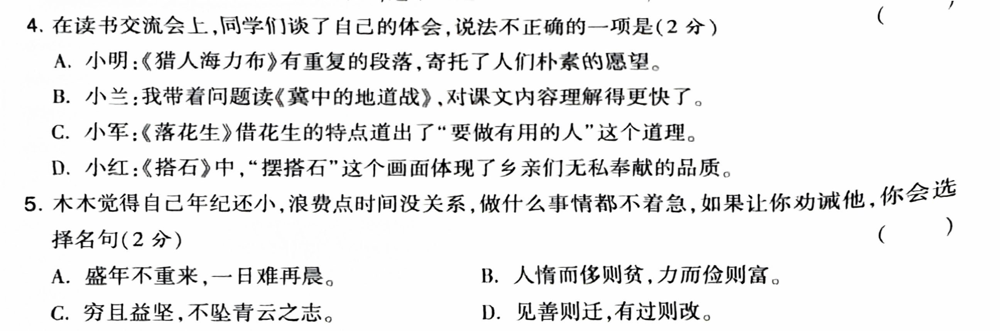 4. 在读书交流会上,同学们谈了自己的体会,说法不正确的一项是(2 分) ( )
A. 小明:《猎人海力布》有重复的段落,寄托了人们朴素的愿望。
B. 小兰:我带着问题读《冀中的地道战》,对课文内容理解得更快了。
C. 小军:《落花生》借花生的特点道出了“要做有用的人”这个道理。
D. 小红:《搭石》中,“摆搭石”这个画面体现了乡亲们无私奉献的品质。
5. 木木觉得自己年纪还小,浪费点时间没关系,做什么事情都不着急,如果让你劝诫他,你会选
择名句(2 分) ( )
A. 盛年不重来,一日难再晨。 B. 人惰而侈则贫,力而俭则富。
C. 穷且益坚,不坠青云之志。 D. 见善则迁,有过则改。